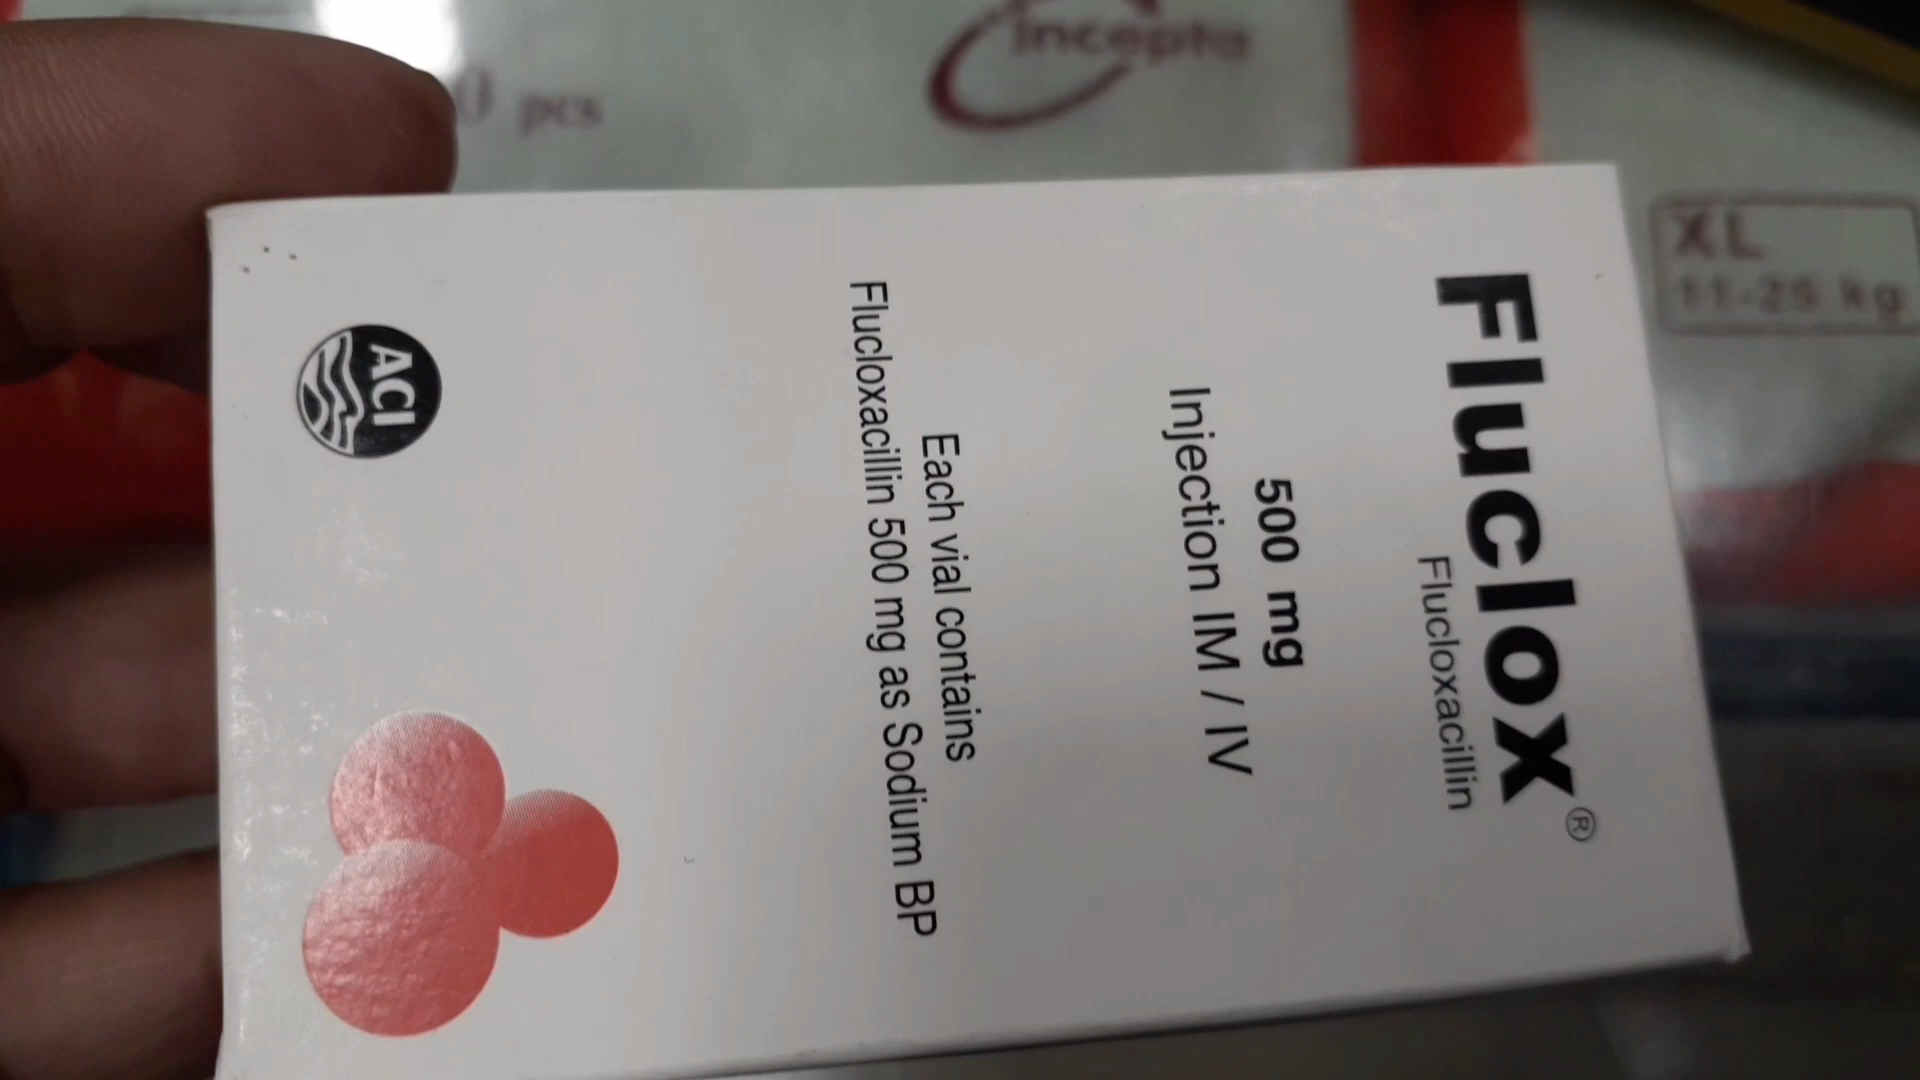 Fluclox®
Flucloxacillin
500 mg
Injection IM / IV
Each vial contains
Flucloxacillin 500 mg as Sodium BP
ACI
Incepta
pcs
XL
11-25 kg